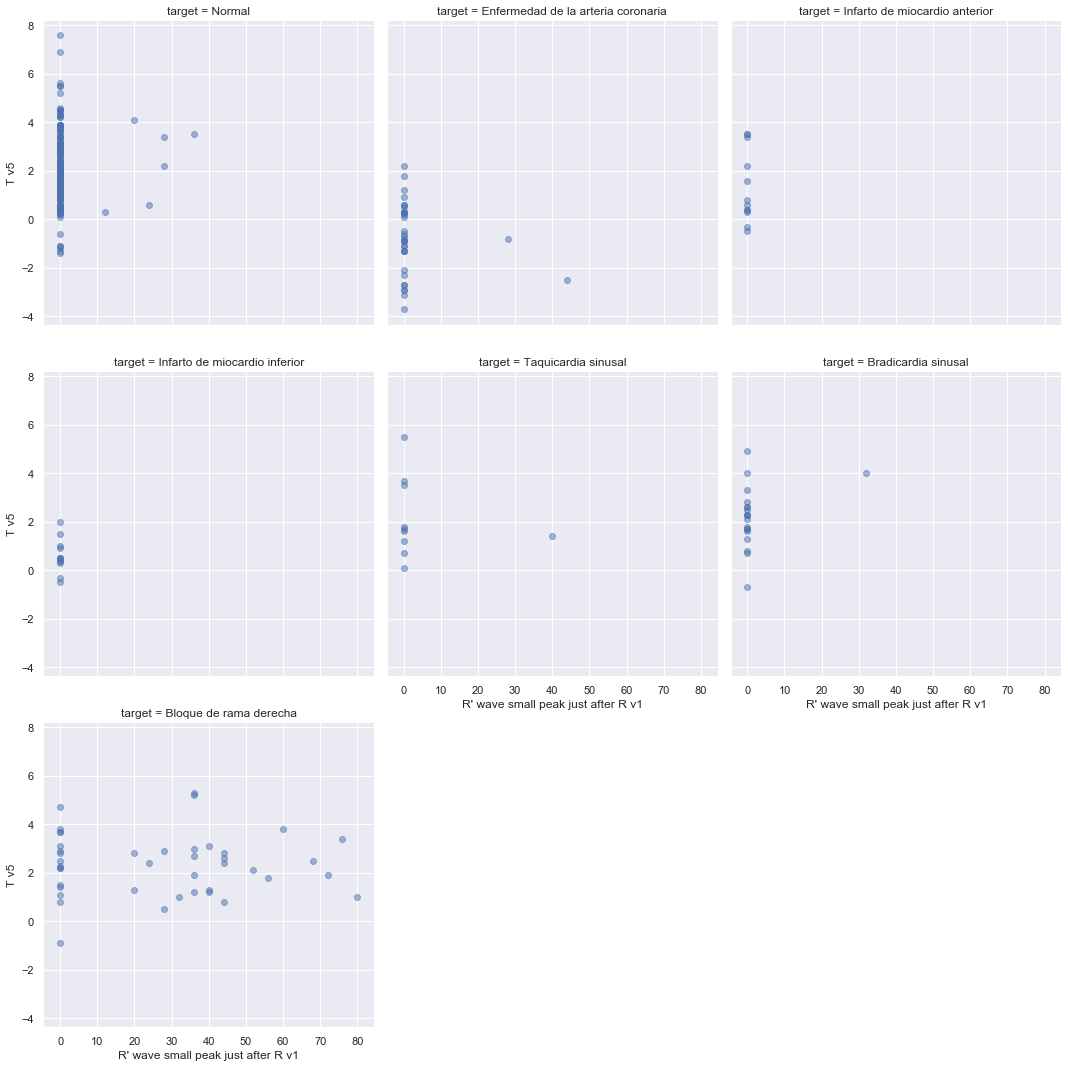 target = Normal
target = Enfermedad de la arteria coronaria
target = Infarto de miocardio anterior
8
6
4
2
0
−2
−4
T v5
target = Infarto de miocardio inferior
target = Taquicardia sinusal
target = Bradicardia sinusal
8
6
4
2
0
−2
−4
T v5
0 10 20 30 40 50 60 70 80
R' wave small peak just after R v1
0 10 20 30 40 50 60 70 80
R' wave small peak just after R v1
target = Bloque de rama derecha
8
6
4
2
0
−2
−4
T v5
0 10 20 30 40 50 60 70 80
R' wave small peak just after R v1